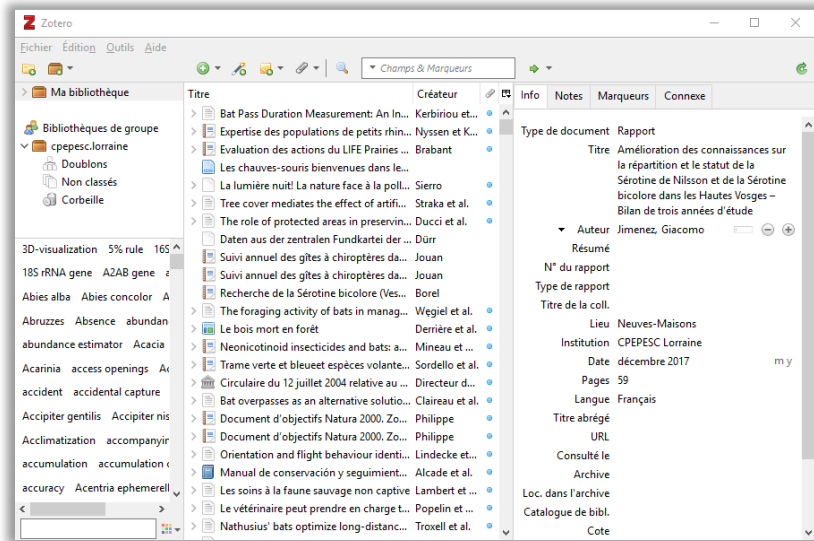 Zotero
Fichier Édition Outils Aide
Champs & Marqueurs
Ma bibliothèque
Bibliothèques de groupe
cpepesc.lorraine
Doublons
Non classés
Corbeille
3D-visualization 5% rule 16S
18S rRNA gene A2AB gene a
Abies alba Abies concolor A
Abruzzes Absence abundan
abundance estimator Acacia
Acarinia access openings Ac
accident accidental capture
Accipiter gentilis Accipiter nis
Acclimatization accompanyin
accumulation accumulation c
accuracy Acentria ephemerell
Titre Créateur
Bat Pass Duration Measurement: An In... Kerbiriou et...
Expertise des populations de petits rhin... Nyssen et K...
Evaluation des actions du LIFE Prairies ... Brabant
Les chauves-souris bienvenues dans le...
La lumière nuit! La nature face à la poll... Sierro
Tree cover mediates the effect of artifi... Straka et al.
The role of protected areas in preservin... Ducci et al.
Daten aus der zentralen Fundkartei der ... Dürr
Suivi annuel des gîtes à chiroptères da... Jouan
Suivi annuel des gîtes à chiroptères da... Jouan
Recherche de la Sérotine bicolore (Ves... Borel
The foraging activity of bats in manag... Węgiel et al.
Le bois mort en forêt Derrière et al.
Neonicotinoid insecticides and bats: a... Mineau et ...
Trame verte et bleueet espèces volante... Sordello et al.
Circulaire du 12 juillet 2004 relative au ... Directeur d...
Bat overpasses as an alternative solutio... Claireau et al.
Document d'objectifs Natura 2000. Zo... Philippe
Document d'objectifs Natura 2000. Zo... Philippe
Orientation and flight behaviour identi... Lindecke et...
Manual de conservación y seguimient... Alcade et al.
Les soins à la faune sauvage non captive Lambert et ...
Le vétérinaire peut prendre en charge t... Popelin et ...
Nathusius' bats optimize long-distanc... Troxell et al.
Info Notes Marqueurs Connexe
Type de document Rapport
Titre Amélioration des connaissances sur
la répartition et le statut de la
Sérotine de Nilsson et de la Sérotine
bicolore dans les Hautes Vosges –
Bilan de trois années d'étude
Auteur Jimenez, Giacomo
Résumé
N° du rapport
Type de rapport
Titre de la coll.
Lieu Neuves-Maisons
Institution CPEPESC Lorraine
Date décembre 2017 m y
Pages 59
Langue Français
Titre abrégé
URL
Consulté le
Archive
Loc. dans l'archive
Catalogue de bibl.
Cote